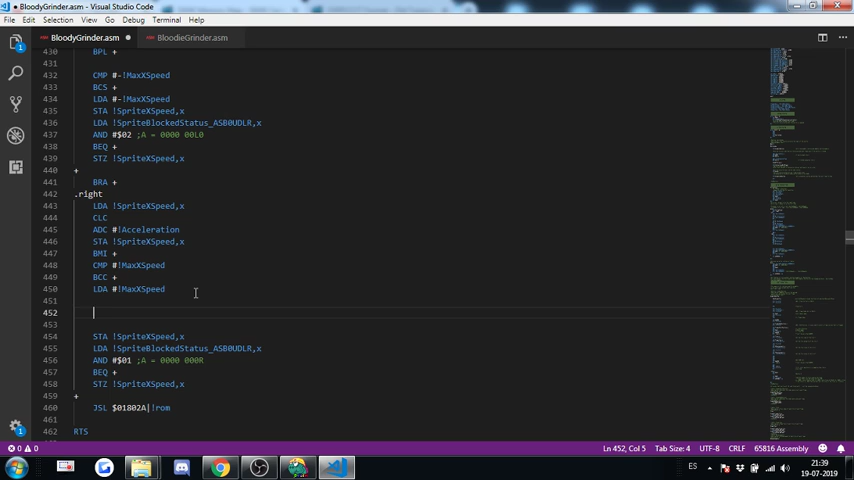 BloodyGrinder.asm - Visual Studio Code
File Edit Selection View Go Debug Terminal Help
BloodyGrinder.asm ● BloodieGrinder.asm
430 BPL +
431
432 CMP #-!MaxXSpeed
433 BCS +
434 LDA #-!MaxXSpeed
435 STA !SpriteXSpeed,x
436 LDA !SpriteBlockedStatus_ASB0UDLR,x
437 AND #$02 ;A = 0000 00L0
438 BEQ +
439 STZ !SpriteXSpeed,x
440 +
441 BRA +
442 .right
443 LDA !SpriteXSpeed,x
444 CLC
445 ADC #!Acceleration
446 STA !SpriteXSpeed,x
447 BMI +
448 CMP #!MaxXSpeed
449 BCC +
450 LDA #!MaxXSpeed
451
452
453
454 STA !SpriteXSpeed,x
455 LDA !SpriteBlockedStatus_ASB0UDLR,x
456 AND #$01 ;A = 0000 000R
457 BEQ +
458 STZ !SpriteXSpeed,x
459 +
460 JSL $01802A|!rom
461
462 RTS
0 0 Ln 452, Col 5 Tab Size: 4 UTF-8 CRLF 65816 Assembly 1
ES 21:39
19-07-2019